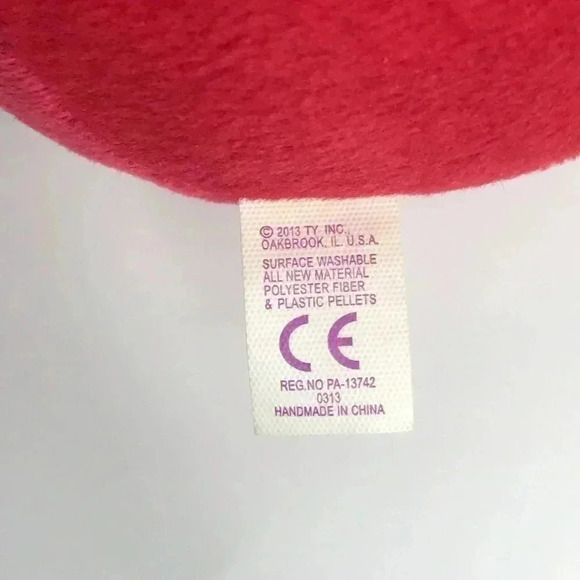 © 2013 TY INC.,
OAKBROOK, IL. U.S.A.
SURFACE WASHABLE
ALL NEW MATERIAL
POLYESTER FIBER
& PLASTIC PELLETS
CE
REG.NO PA-13742
0313
HANDMADE IN CHINA